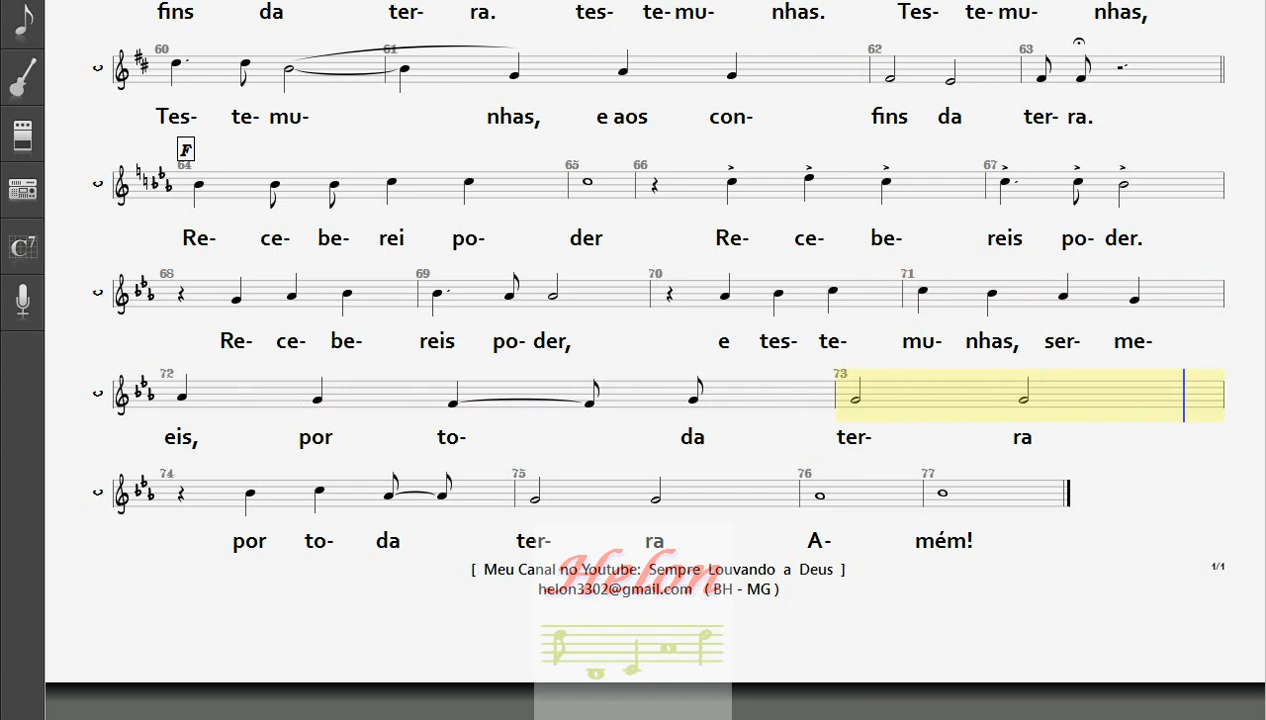 fins da ter- ra. tes- te- mu- nhas. Tes- te- mu- nhas,
60 61 62 63
Tes- te- mu- nhas, e aos con- fins da ter- ra.
F
64 65 66 67
Re- ce- be- rei po- der Re- ce- be- reis po- der.
68 69 70 71
Re- ce- be- reis po- der, e tes- te- mu- nhas, ser- me-
72 73
eis, por to- da ter- ra
74 75 76 77
por to- da ter- ra A- mém!
[ Meu Canal no Youtube: Sempre Louvando a Deus ]
1/1
helon3302@gmail.com ( BH - MG )
Helon
C7